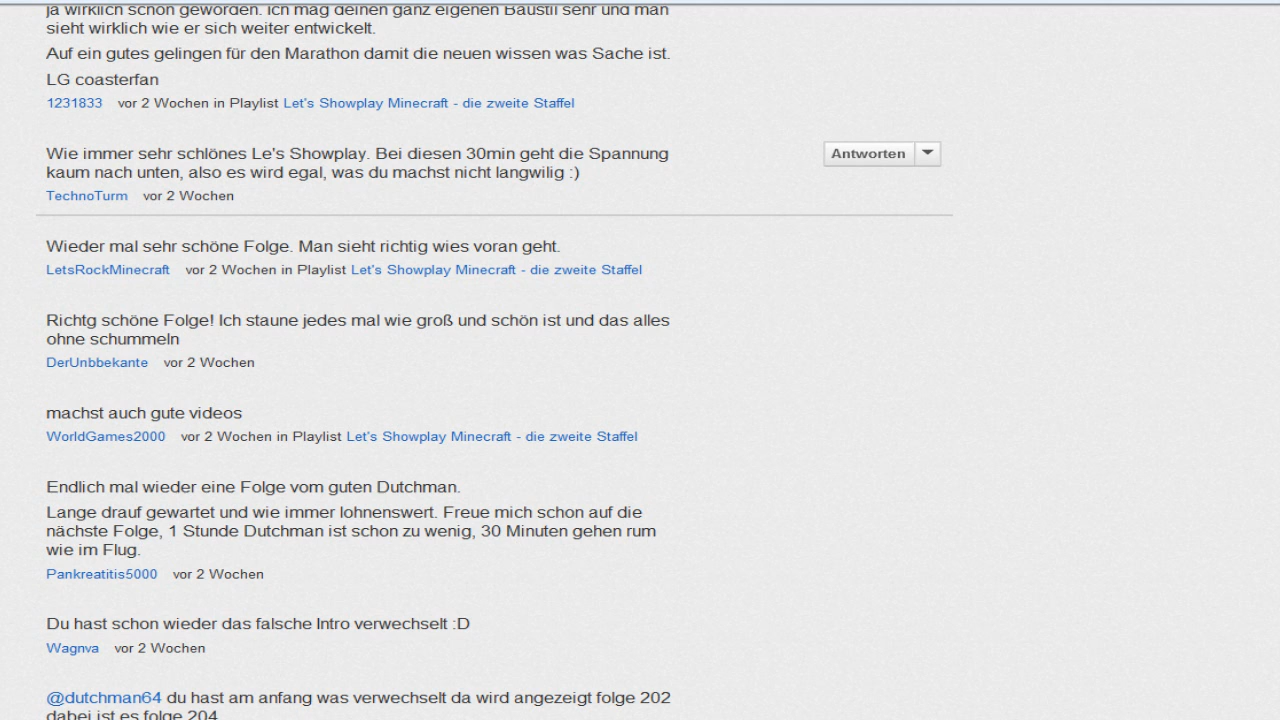 ja wirklich schön geworden. Ich mag deinen ganz eigenen Baustil sehr und man
sieht wirklich wie er sich weiter entwickelt.
Auf ein gutes gelingen für den Marathon damit die neuen wissen was Sache ist.
LG coasterfan
1231833 vor 2 Wochen in Playlist Let's Showplay Minecraft - die zweite Staffel
Wie immer sehr schlönes Le's Showplay. Bei diesen 30min geht die Spannung
kaum nach unten, also es wird egal, was du machst nicht langwilig :)
Antworten
TechnoTurm vor 2 Wochen
Wieder mal sehr schöne Folge. Man sieht richtig wies voran geht.
LetsRockMinecraft vor 2 Wochen in Playlist Let's Showplay Minecraft - die zweite Staffel
Richtg schöne Folge! Ich staune jedes mal wie groß und schön ist und das alles
ohne schummeln
DerUnbbekante vor 2 Wochen
machst auch gute videos
WorldGames2000 vor 2 Wochen in Playlist Let's Showplay Minecraft - die zweite Staffel
Endlich mal wieder eine Folge vom guten Dutchman.
Lange drauf gewartet und wie immer lohnenswert. Freue mich schon auf die
nächste Folge, 1 Stunde Dutchman ist schon zu wenig, 30 Minuten gehen rum
wie im Flug.
Pankreatitis5000 vor 2 Wochen
Du hast schon wieder das falsche Intro verwechselt :D
Wagnva vor 2 Wochen
@dutchman64 du hast am anfang was verwechselt da wird angezeigt folge 202
dabei ist es folge 204